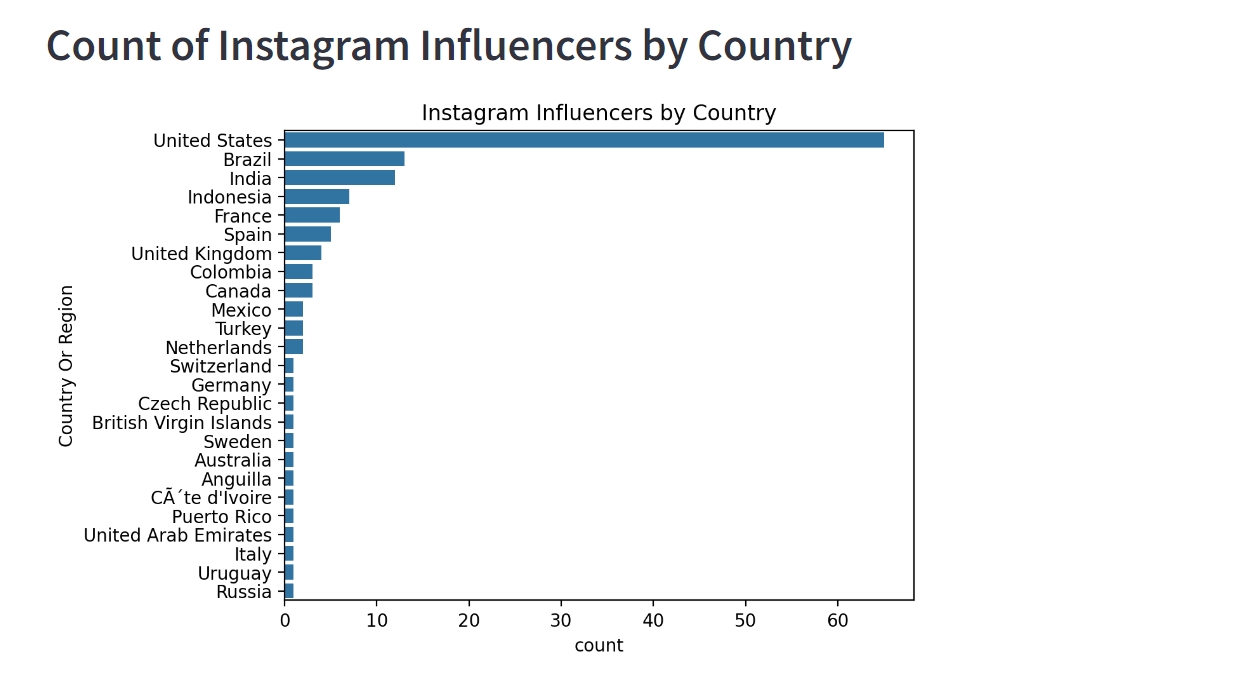 Count of Instagram Influencers by Country
Instagram Influencers by Country
United States
Brazil
India
Indonesia
France
Spain
United Kingdom
Colombia
Canada
Mexico
Turkey
Netherlands
Switzerland
Germany
Czech Republic
British Virgin Islands
Sweden
Australia
Anguilla
CÃ´te d'Ivoire
Puerto Rico
United Arab Emirates
Italy
Uruguay
Russia
Country Or Region
0 10 20 30 40 50 60
count